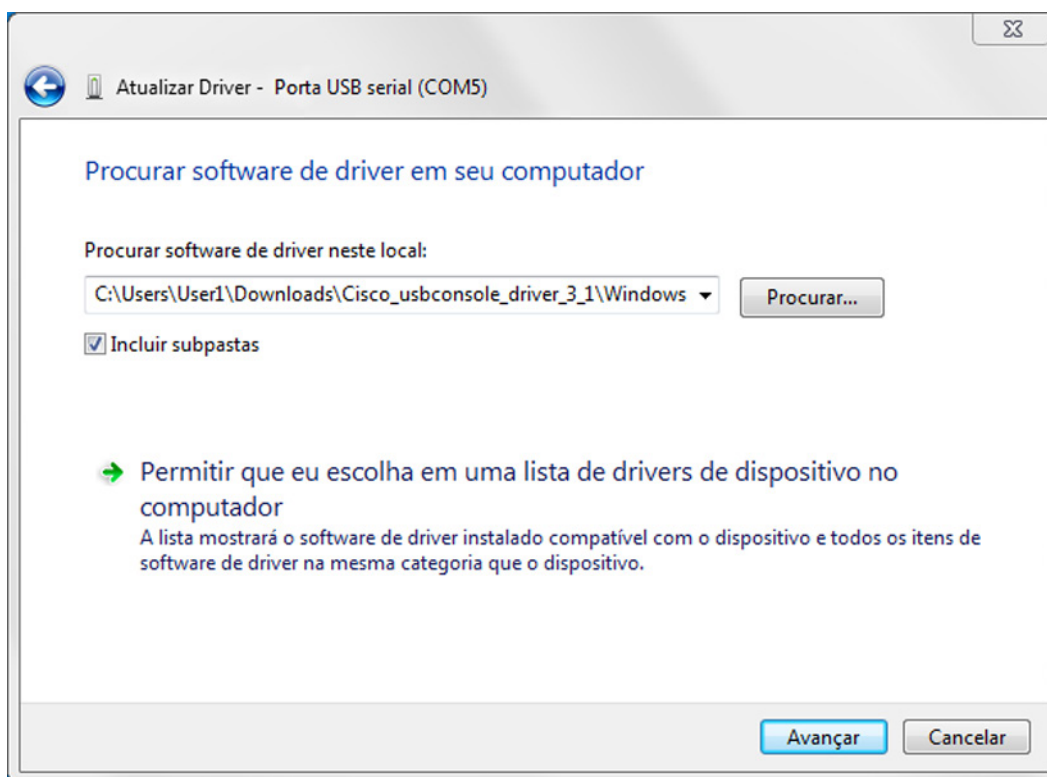 Atualizar Driver - Porta USB serial (COM5)
Procurar software de driver em seu computador
Procurar software de driver neste local:
C:\Users\User1\Downloads\Cisco_usbconsole_driver_3_1\Windows
Procurar...
Incluir subpastas
Permitir que eu escolha em uma lista de drivers de dispositivo no
computador
A lista mostrará o software de driver instalado compatível com o dispositivo e todos os itens de
software de driver na mesma categoria que o dispositivo.
Avançar
Cancelar